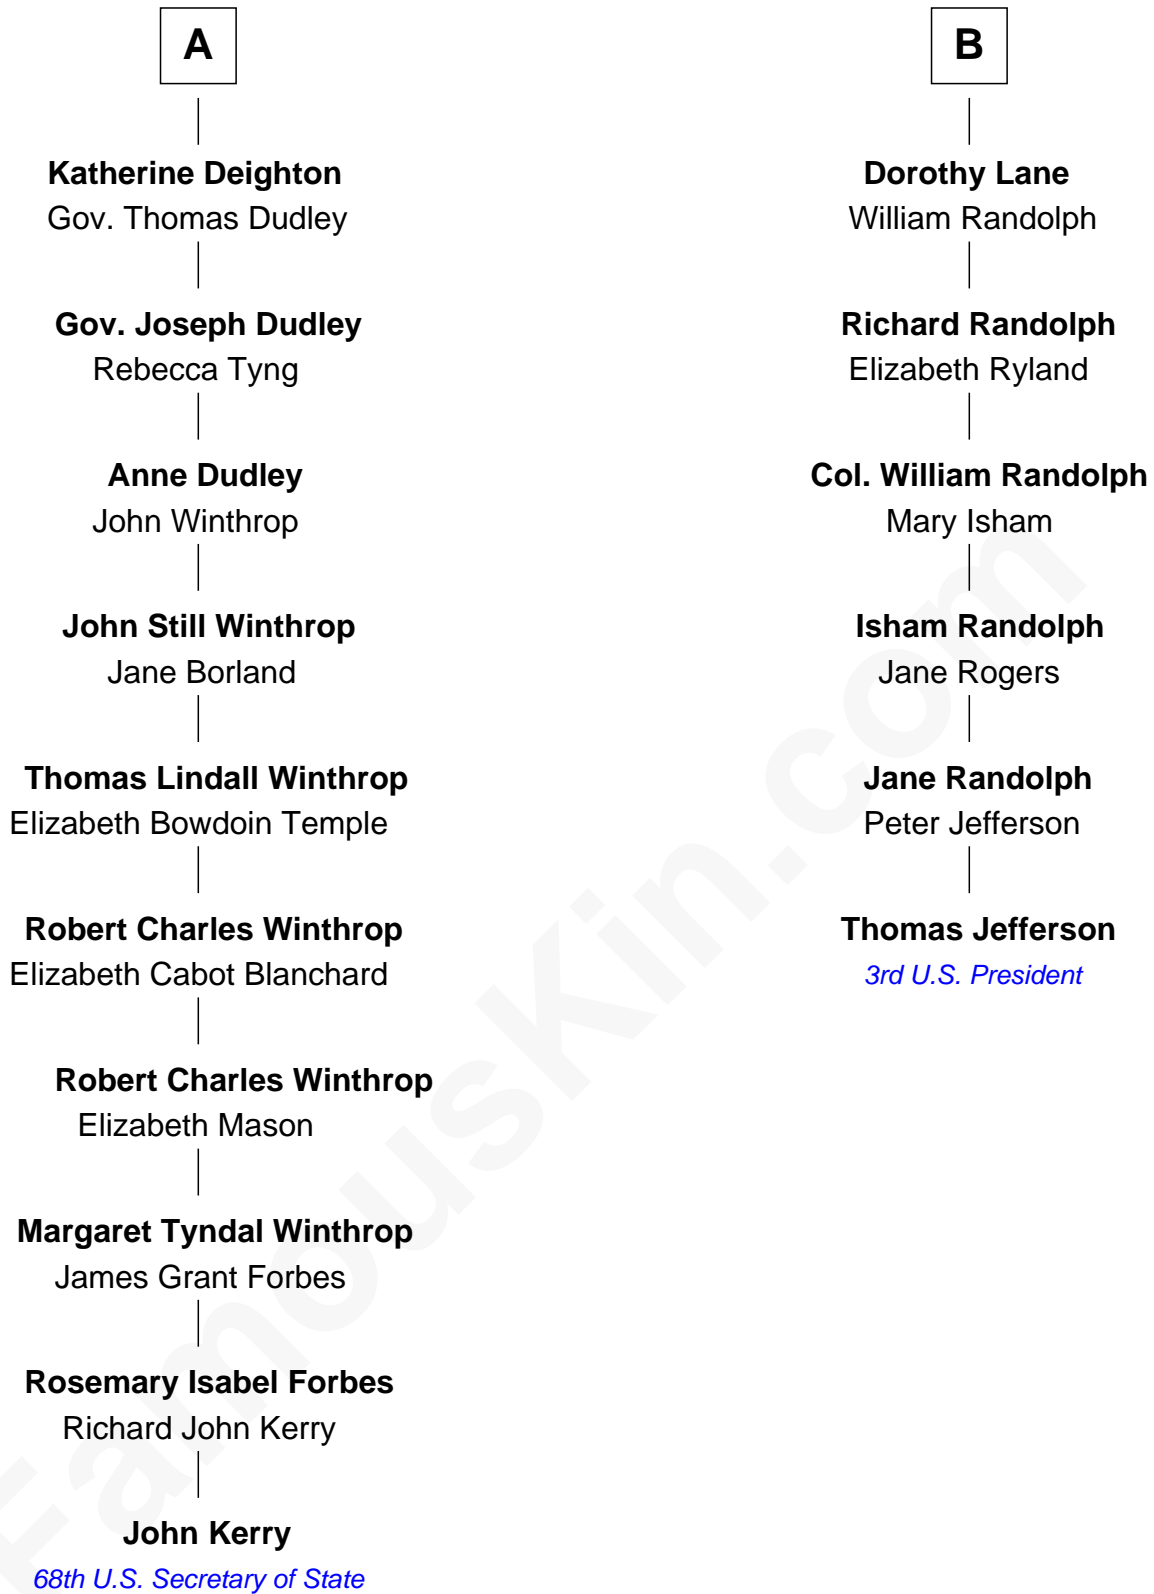 A
Katherine Deighton
Gov. Thomas Dudley
Gov. Joseph Dudley
Rebecca Tyng
Anne Dudley
John Winthrop
John Still Winthrop
Jane Borland
Thomas Lindall Winthrop
Elizabeth Bowdoin Temple
Robert Charles Winthrop
Elizabeth Cabot Blanchard
Robert Charles Winthrop
Elizabeth Mason
Margaret Tyndal Winthrop
James Grant Forbes
Rosemary Isabel Forbes
Richard John Kerry
John Kerry
68th U.S. Secretary of State
B
Dorothy Lane
William Randolph
Richard Randolph
Elizabeth Ryland
Col. William Randolph
Mary Isham
Isham Randolph
Jane Rogers
Jane Randolph
Peter Jefferson
Thomas Jefferson
3rd U.S. President
FamousKin.com